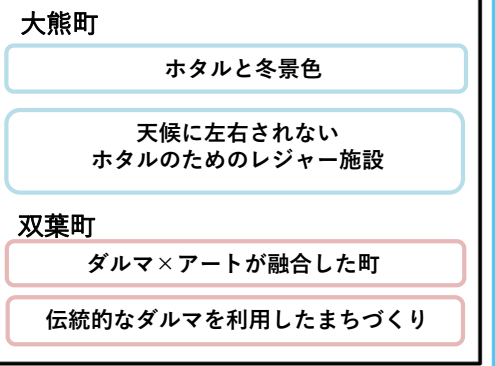 大熊町
ホタルと冬景色
天候に左右されない
ホタルのためのレジャー施設
双葉町
ダルマ×アートが融合した町
伝統的なダルマを利用したまちづくり